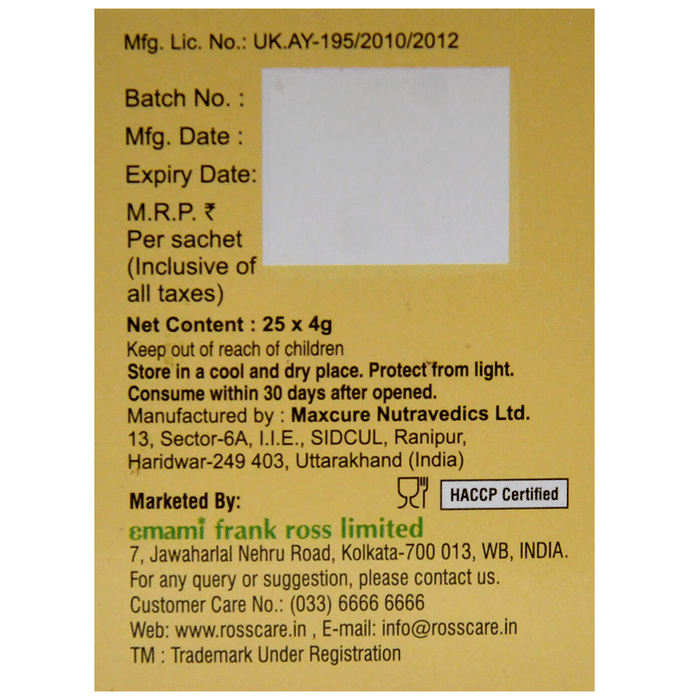 Mfg. Lic. No.: UK.AY-195/2010/2012
Batch No. :
Mfg. Date :
Expiry Date:
M.R.P. ₹
Per sachet
(Inclusive of
all taxes)
Net Content : 25 x 4g
Keep out of reach of children
Store in a cool and dry place. Protect from light.
Consume within 30 days after opened.
Manufactured by : Maxcure Nutravedics Ltd.
13, Sector-6A, I.I.E., SIDCUL, Ranipur,
Haridwar-249 403, Uttarakhand (India)
HACCP Certified
Marketed By:
emami frank ross limited
7, Jawaharlal Nehru Road, Kolkata-700 013, WB, INDIA.
For any query or suggestion, please contact us.
Customer Care No.: (033) 6666 6666
Web: www.rosscare.in , E-mail: info@rosscare.in
TM : Trademark Under Registration